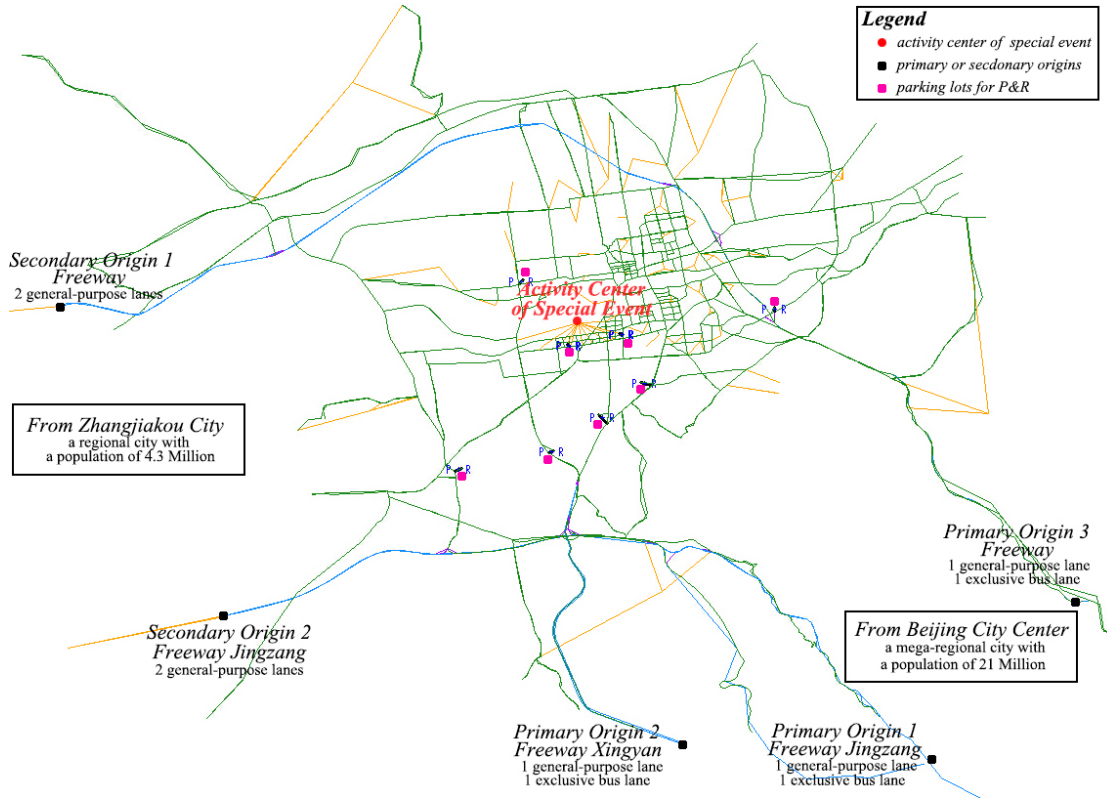 Legend
activity center of special event
primary or secdonary origins
parking lots for P&R
Secondary Origin 1
Freeway
2 general-purpose lanes
P R
Activity Center
of Special Event
P R
P R
P R
P R
P R
P R
P R
From Zhangjiakou City
a regional city with
a population of 4.3 Million
Primary Origin 3
Freeway
1 general-purpose lane
1 exclusive bus lane
Secondary Origin 2
Freeway Jingzang
2 general-purpose lanes
From Beijing City Center
a mega-regional city with
a population of 21 Million
Primary Origin 2
Freeway Xingyan
1 general-purpose lane
1 exclusive bus lane
Primary Origin 1
Freeway Jingzang
1 general-purpose lane
1 exclusive bus lane